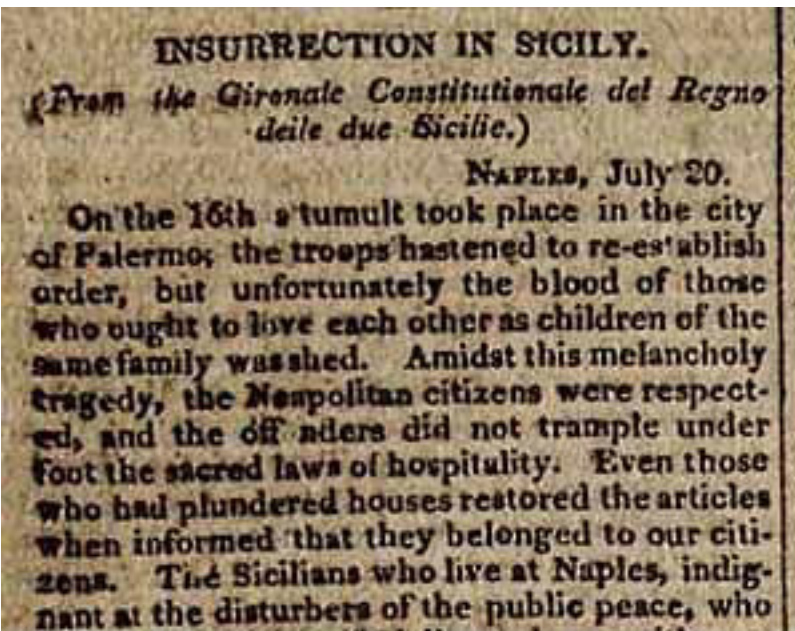 INSURRECTION IN SICILY.
(From the Gironale Constitutionale del Regno
delle due Sicilie.)
NAPLES, July 20.
On the 16th a tumult took place in the city
of Palermo; the troops hastened to re-establish
order, but unfortunately the blood of those
who ought to love each other as children of the
same family was shed. Amidst this melancholy
tragedy, the Neapolitan citizens were respect-
ed, and the off nders did not trample under
foot the sacred laws of hospitality. Even those
who had plundered houses restored the articles
when informed that they belonged to our citi-
zens. The Sicilians who live at Naples, indig-
nant at the disturbers of the public peace, who